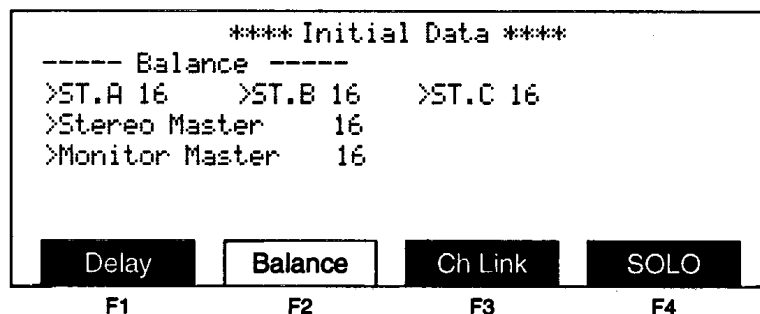 **** Initial Data ****
----- Balance -----
>ST.A 16 >ST.B 16 >ST.C 16
>Stereo Master 16
>Monitor Master 16
Delay Balance Ch Link SOLO
F1 F2 F3 F4